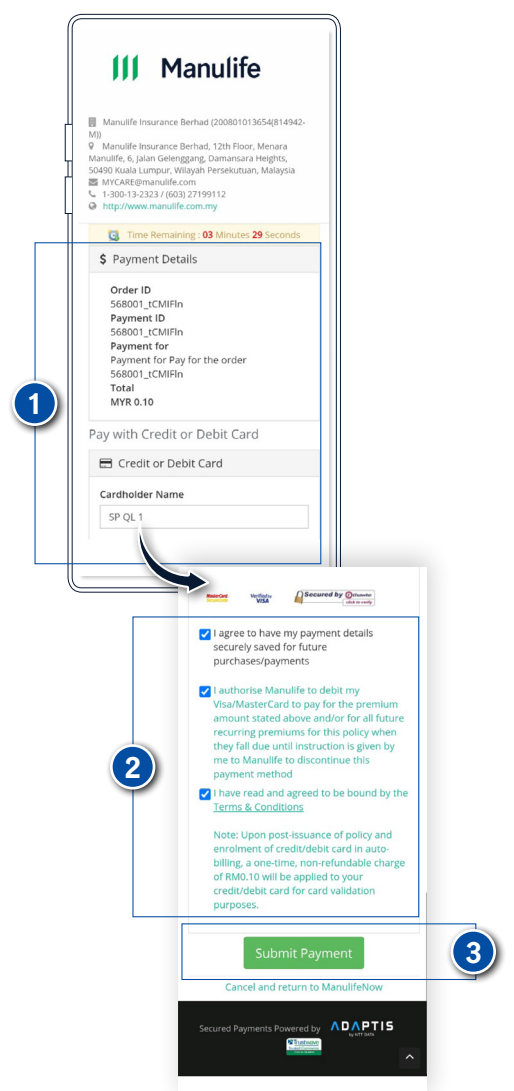 Manulife
Manulife Insurance Berhad (200801013654(814942-
M))
Manulife Insurance Berhad, 12th Floor, Menara
Manulife, 6, Jalan Gelenggang, Damansara Heights,
50490 Kuala Lumpur, Wilayah Persekutuan, Malaysia
MYCARE@manulife.com
1-300-13-2323 / (603) 27199112
http://www.manulife.com.my
Time Remaining : 03 Minutes 29 Seconds
$ Payment Details
Order ID
568001_tCMIFln
Payment ID
568001_tCMIFln
Payment for
Payment for Pay for the order
568001_tCMIFln
Total
MYR 0.10
1
Pay with Credit or Debit Card
Credit or Debit Card
Cardholder Name
SP QL 1
MasterCard
Verified by
VISA
Secured by
click to verify
I agree to have my payment details
securely saved for future
purchases/payments
I authorise Manulife to debit my
Visa/MasterCard to pay for the premium
amount stated above and/or for all future
recurring premiums for this policy when
they fall due until instruction is given by
me to Manulife to discontinue this
payment method
2
I have read and agreed to be bound by the
Terms & Conditions
Note: Upon post-issuance of policy and
enrolment of credit/debit card in auto-
billing, a one-time, non-refundable charge
of RM0.10 will be applied to your
credit/debit card for card validation
purposes.
Submit Payment
3
Cancel and return to ManulifeNow
Secured Payments Powered by
ADAPTIS
by NTT DATA
Trustwave